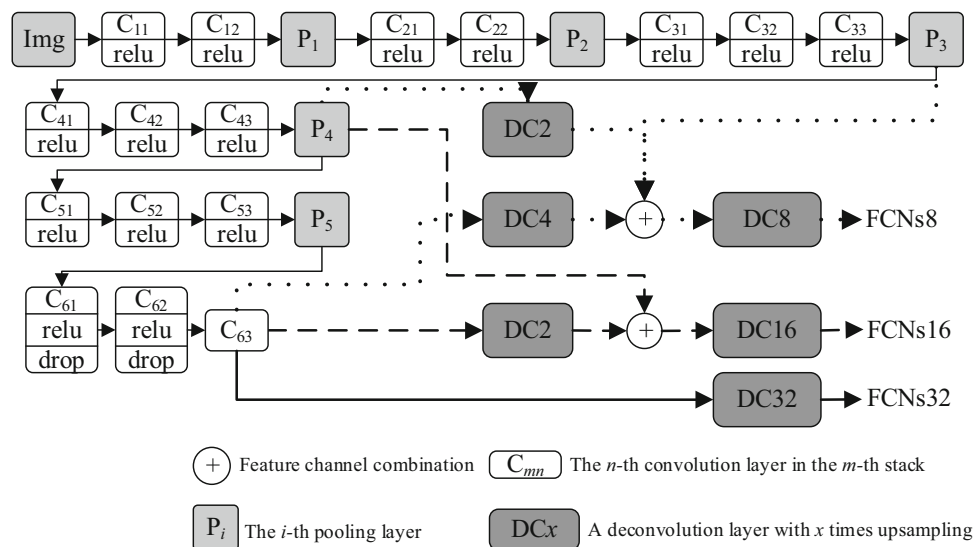 Img C₁₁ relu C₁₂ relu P₁ C₂₁ relu C₂₂ relu P₂ C₃₁ relu C₃₂ relu C₃₃ relu P₃
C₄₁ relu C₄₂ relu C₄₃ relu P₄ DC2
C₅₁ relu C₅₂ relu C₅₃ relu P₅ DC4 + DC8 FCNs8
C₆₁ relu drop C₆₂ relu drop C₆₃ DC2 + DC16 FCNs16
DC32 FCNs32
+ Feature channel combination Cₘₙ The n-th convolution layer in the m-th stack
Pᵢ The i-th pooling layer DCx A deconvolution layer with x times upsampling